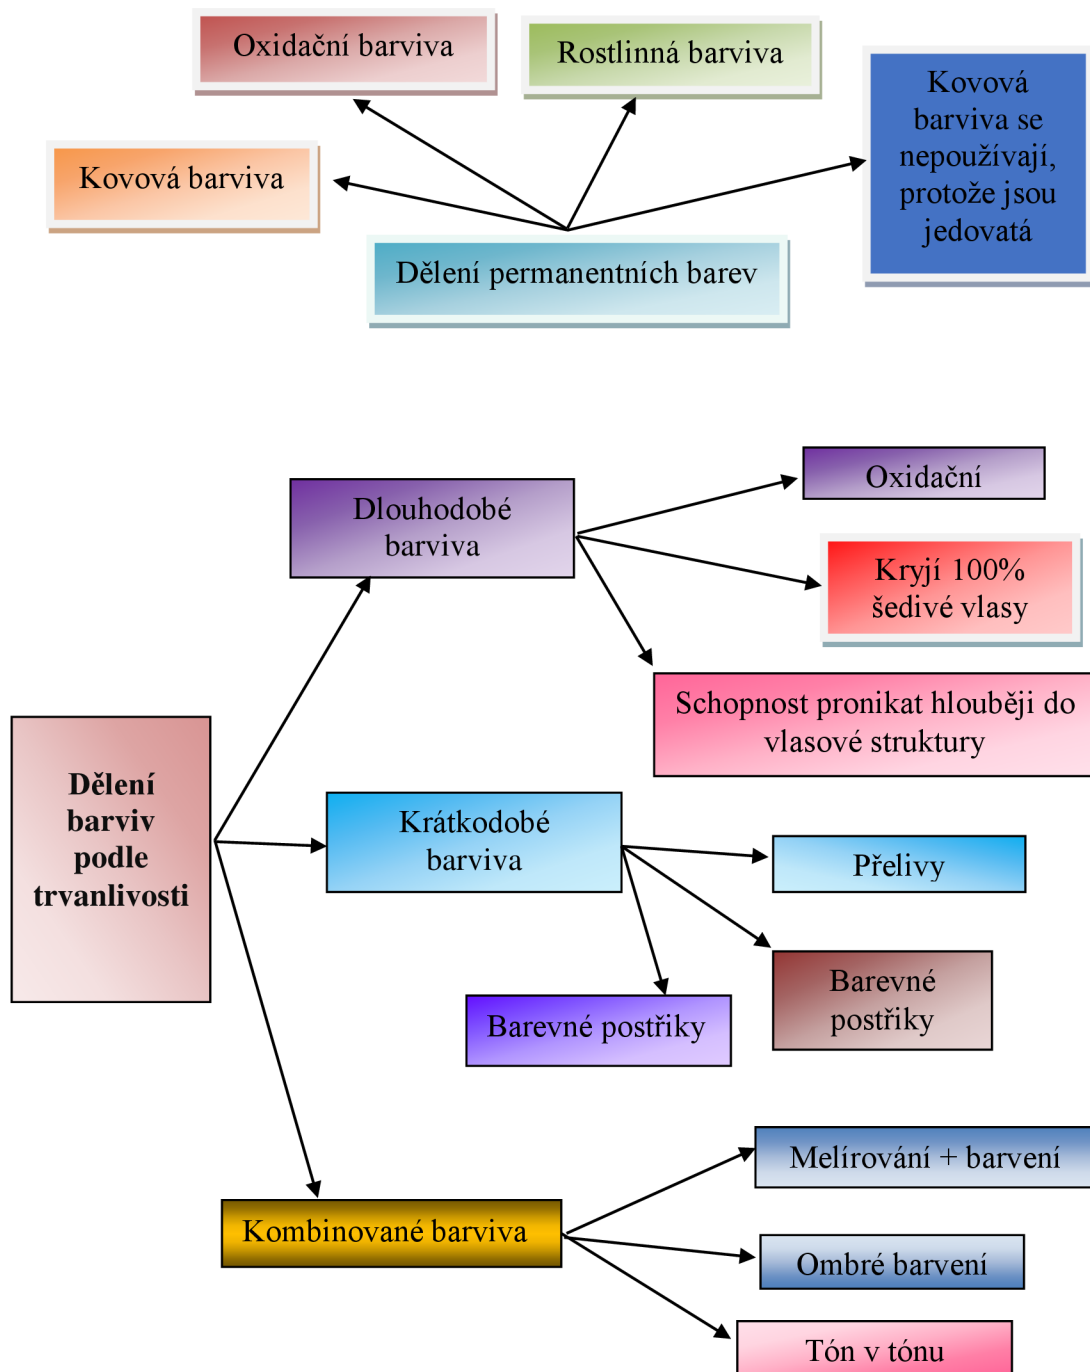 Oxidační barviva
Rostlinná barviva
Kovová
barviva se
nepoužívají,
protože jsou
jedovatá
Kovová barviva
Dělení permanentních barev
Oxidační
Dlouhodobé
barviva
Kryjí 100%
šedivé vlasy
Schopnost pronikat hlouběji do
vlasové struktury
Dělení
barviv
podle
trvanlivosti
Krátkodobé
barviva
Přelivy
Barevné
postřiky
Barevné postřiky
Melírování + barvení
Kombinované barviva
Ombré barvení
Tón v tónu